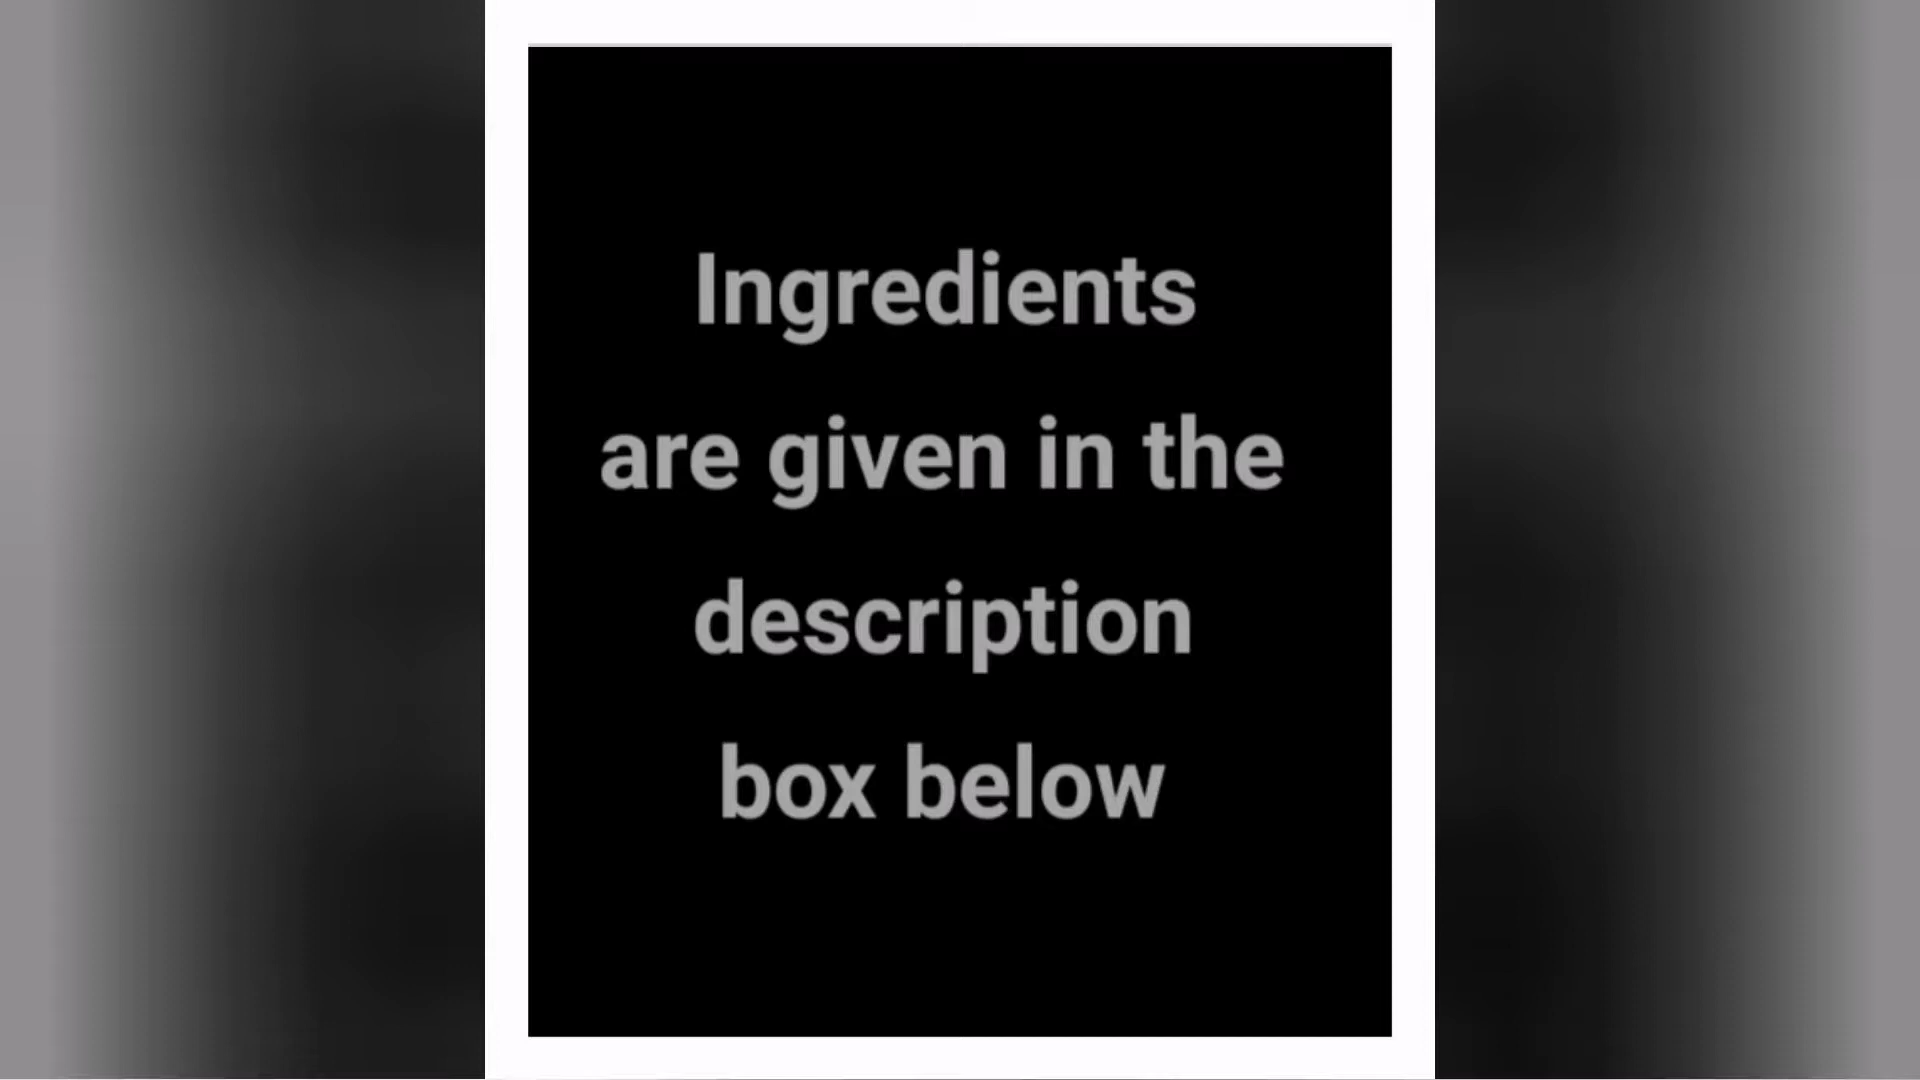 Ingredients
are given in the
description
box below